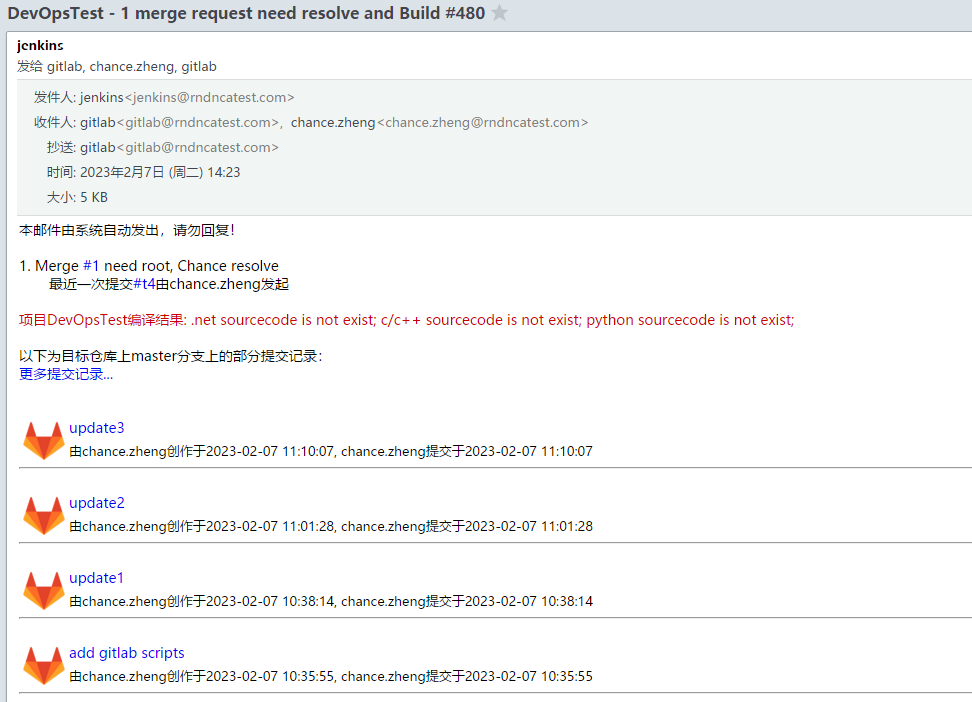 DevOpsTest - 1 merge request need resolve and Build #480
jenkins
发给 gitlab, chance.zheng, gitlab
发件人: jenkins<jenkins@rndncatest.com>
收件人: gitlab<gitlab@rndncatest.com>, chance.zheng<chance.zheng@rndncatest.com>
抄送: gitlab<gitlab@rndncatest.com>
时间: 2023年2月7日 (周二) 14:23
大小: 5 KB
本邮件由系统自动发出，请勿回复！
1. Merge #1 need root, Chance resolve
最近一次提交#t4由chance.zheng发起
项目DevOpsTest编译结果: .net sourcecode is not exist; c/c++ sourcecode is not exist; python sourcecode is not exist;
以下为目标仓库上master分支上的部分提交记录：
更多提交记录...
update3
由chance.zheng创作于2023-02-07 11:10:07, chance.zheng提交于2023-02-07 11:10:07
update2
由chance.zheng创作于2023-02-07 11:01:28, chance.zheng提交于2023-02-07 11:01:28
update1
由chance.zheng创作于2023-02-07 10:38:14, chance.zheng提交于2023-02-07 10:38:14
add gitlab scripts
由chance.zheng创作于2023-02-07 10:35:55, chance.zheng提交于2023-02-07 10:35:55